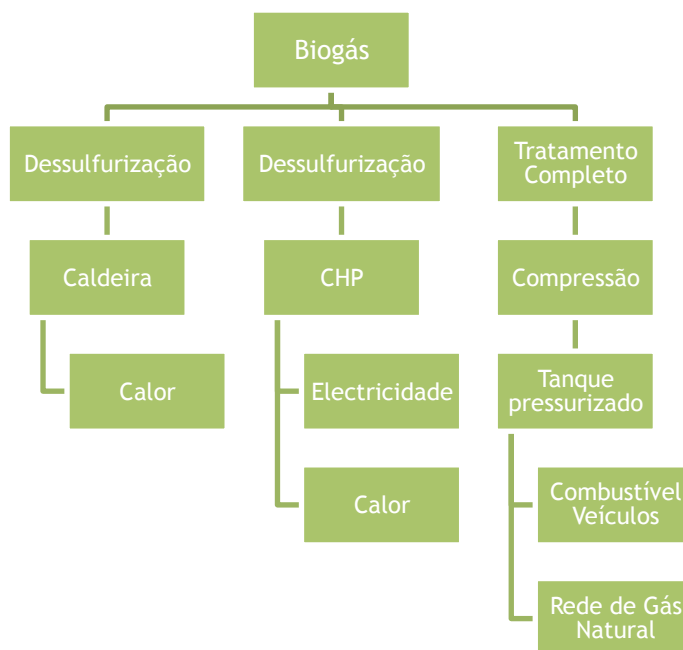 Biogás
Dessulfurização
Dessulfurização
Tratamento
Completo
Caldeira
CHP
Compressão
Calor
Electricidade
Tanque
pressurizado
Calor
Combustível
Veículos
Rede de Gás
Natural